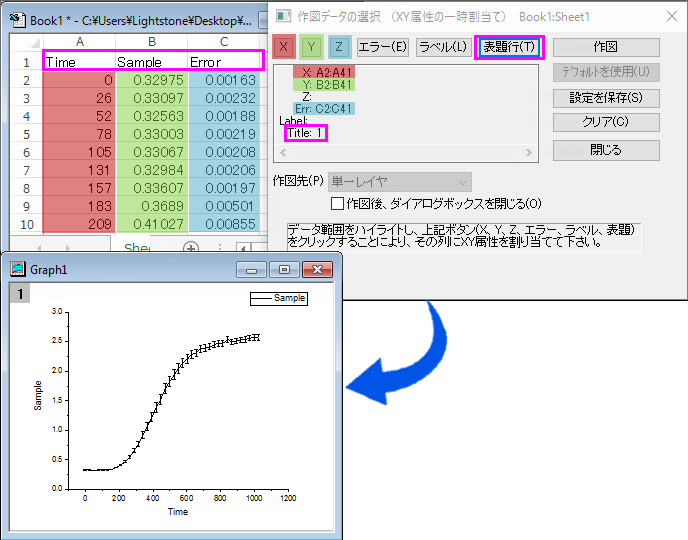 Book1 * - C:¥Users¥Lightstone¥Desktop¥...
A B C
1 Time Sample Error
2 0 0.32975 0.00163
3 26 0.33097 0.00232
4 52 0.32563 0.00188
5 78 0.33003 0.00219
6 105 0.33067 0.00208
7 131 0.32984 0.00206
8 157 0.33607 0.00197
9 183 0.3689 0.00501
10 209 0.41027 0.00855
作図データの選択 （XY属性の一時割当て） Book1:Sheet1
X Y Z エラー(E) ラベル(L) 表題行(T) 作図
X: A2:A41
Y: B2:B41
Z:
Err: C2:C41
Label:
Title: 1
デフォルトを使用(U)
設定を保存(S)
クリア(C)
閉じる
作図先(P) 単一レイヤ
作図後、ダイアログボックスを閉じる(O)
データ範囲をハイライトし、上記ボタン(X、Y、Z、エラー、ラベル、表題)
をクリックすることにより、その列にXY属性を割り当てて下さい。
Graph1
1
Sample
3.0
2.5
2.0
1.5
1.0
0.5
0.0
Sample
0 200 400 600 800 1000 1200
Time